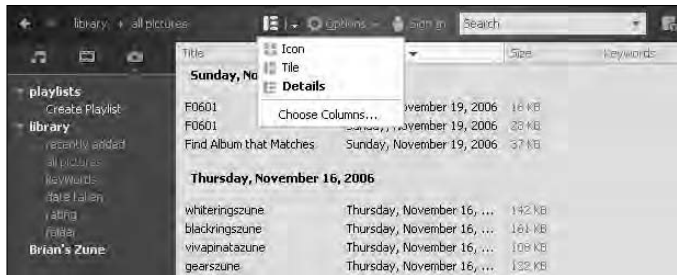 library all pictures Options Sign In Search
Title Size Keywords
Icon
Tile
Details
Choose Columns...
playlists
Create Playlist
library
recently added
all pictures
keywords
date taken
rating
folder
Brian's Zune
Sunday, No
F0601 ovember 19, 2006 16 KB
F0601 Sunday, November 19, 2006 23 KB
Find Album that Matches Sunday, November 19, 2006 37 KB
Thursday, November 16, 2006
whiteringszune Thursday, November 16, ... 142 KB
blackringszune Thursday, November 16, ... 161 KB
vivapinatazune Thursday, November 16, ... 108 KB
gearszune Thursday, November 16, ... 132 KB